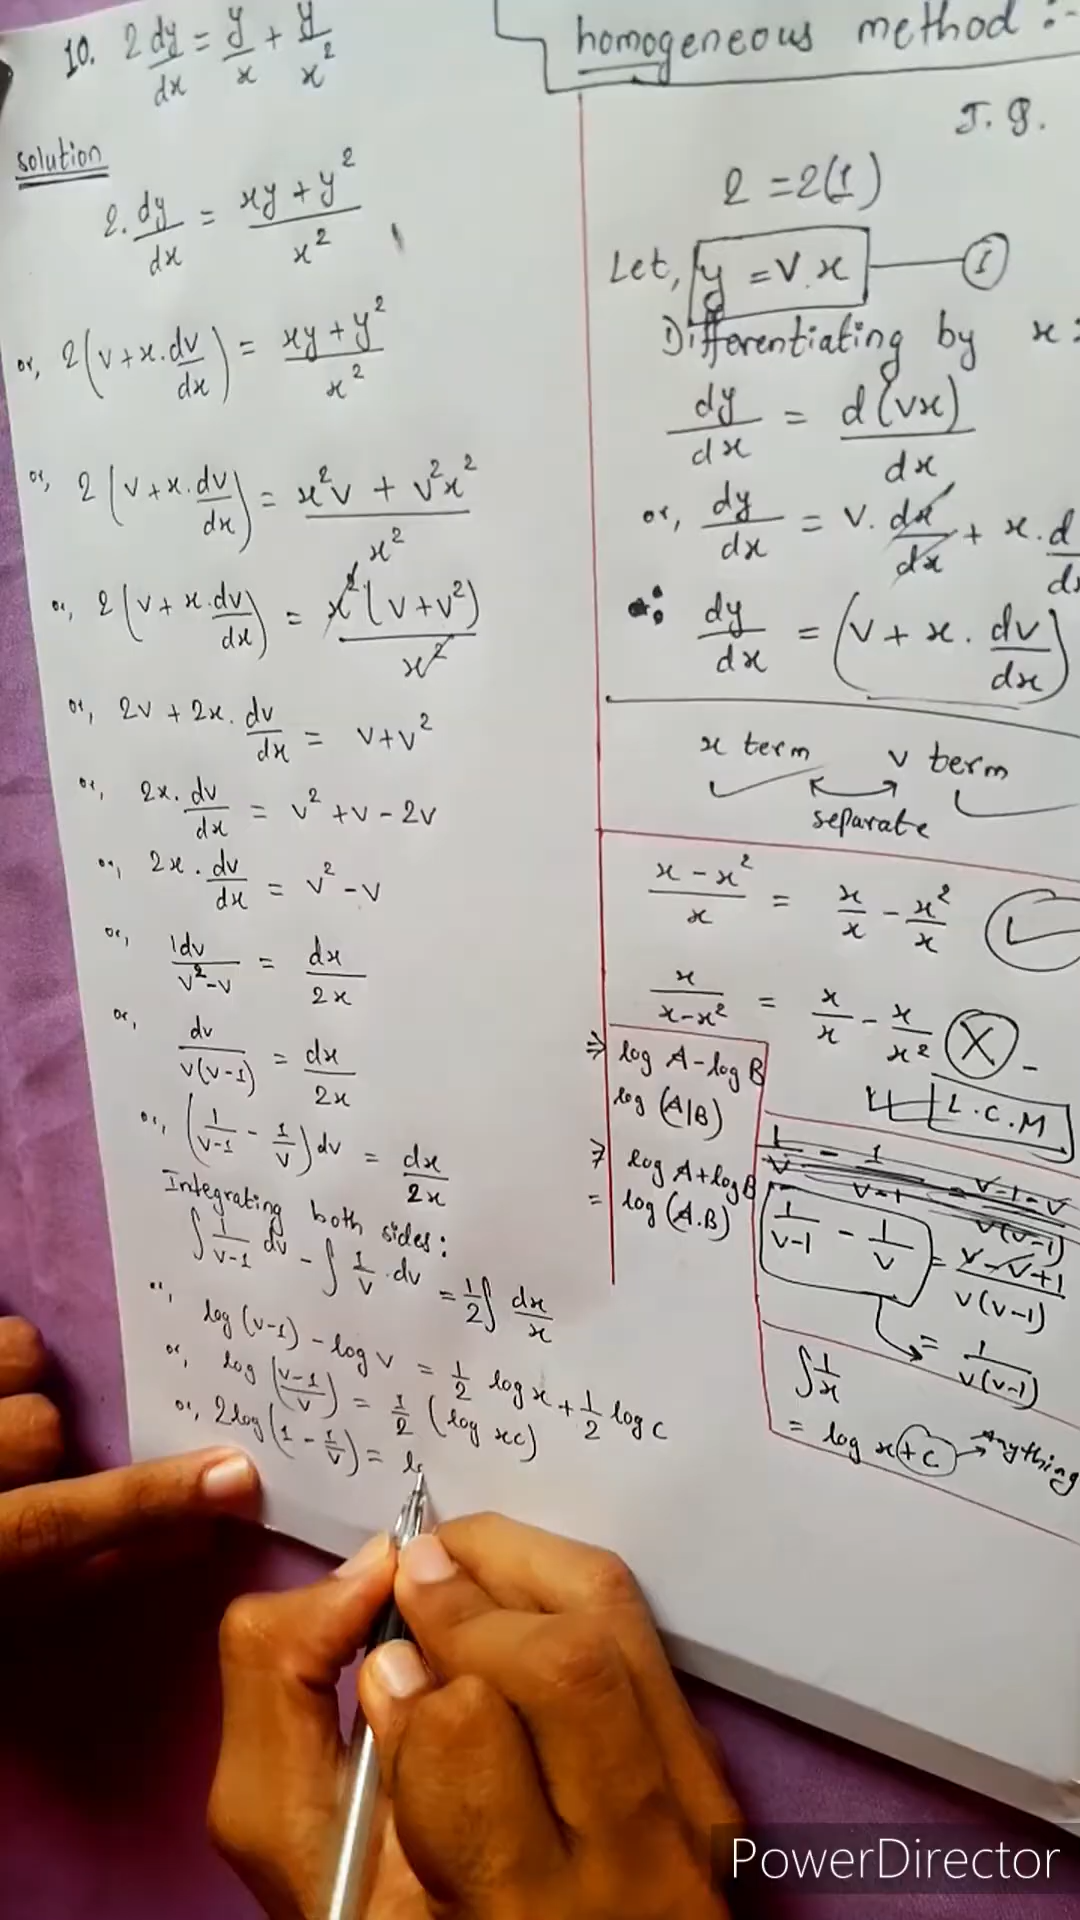 10. 2 dy/dx = y/x + y/x²
solution
2. dy/dx = (xy + y²)/x²
or, 2(v + x. dv/dx) = (xy + y²)/x²
or, 2(v + x. dv/dx) = (x²v + v²x²)/x²
or, 2(v + x. dv/dx) = x²(v + v²)/x²
or, 2v + 2x. dv/dx = v + v²
or, 2x. dv/dx = v² + v - 2v
or, 2x. dv/dx = v² - v
or, 1dv/(v² - v) = dx/2x
or, dv/(v(v-1)) = dx/2x
or, (1/(v-1) - 1/v) dv = dx/2x
Integrating both sides:
∫ 1/(v-1) dv - ∫ 1/v . dv = 1/2 ∫ dx/x
or, log (v-1) - log v = 1/2 log x + 1/2 log c
or, log ((v-1)/v) = 1/2 (log xc)
or, 2log(1 - 1/v) =
homogeneous method :-
2 = 2(1)
Let, y = v.x — (1)
Differentiating by x:
dy/dx = d(vx)/dx
or, dy/dx = v. dx/dx + x. d
∴ dy/dx = (v + x. dv/dx)
x term v term
separate
(x - x²)/x = x/x - x²/x ✓
x/(x-x²) = x/x - x/x² X
L.C.M
⇒ log A - log B
log (A|B)
⇒ log A + log B
= log (A.B)
1/v - 1/(v-1) = (v-1-v)/(v(v-1))
1/(v-1) - 1/v = (v - v+1)/(v(v-1))
= 1/(v(v-1))
∫ 1/x
= log x + c → Anything
PowerDirector